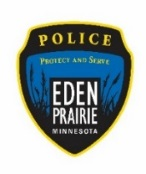 POLICE
PROTECT AND SERVE
EDEN
PRAIRIE
MINNESOTA